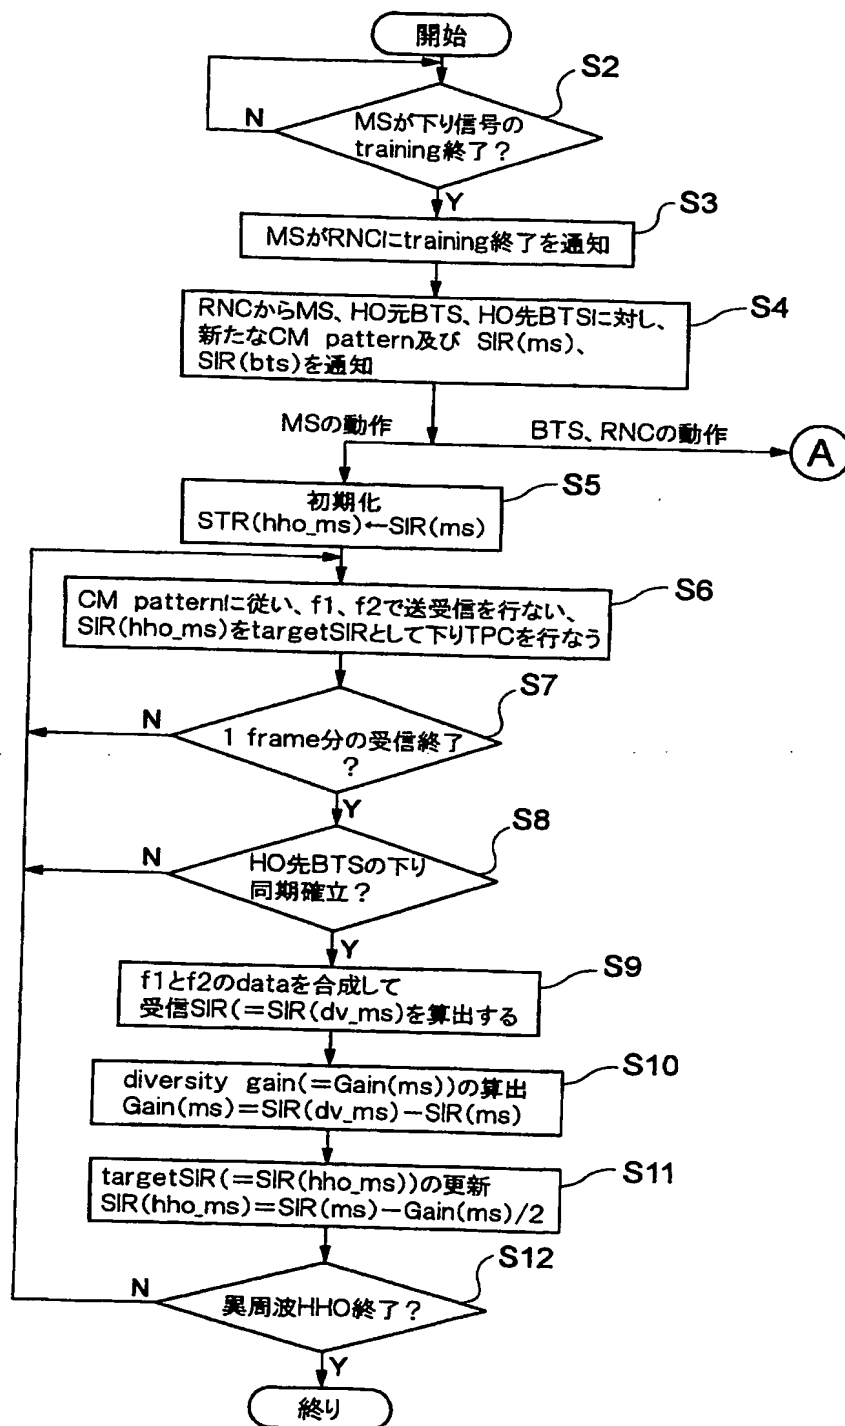 開始
S2
N
MSが下り信号の
training終了？
Y
S3
MSがRNCにtraining終了を通知
S4
RNCからMS、HO元BTS、HO先BTSに対し、
新たなCM pattern及び SIR(ms)、
SIR(bts)を通知
MSの動作
BTS、RNCの動作
A
S5
初期化
STR(hho_ms)←SIR(ms)
S6
CM patternに従い、f1、f2で送受信を行ない、
SIR(hho_ms)をtargetSIRとして下りTPCを行なう
S7
N
1 frame分の受信終了
？
Y
S8
N
HO先BTSの下り
同期確立？
Y
S9
f1とf2のdataを合成して
受信SIR(＝SIR(dv_ms)を算出する
S10
diversity gain(＝Gain(ms))の算出
Gain(ms)＝SIR(dv_ms)－SIR(ms)
S11
targetSIR(＝SIR(hho_ms))の更新
SIR(hho_ms)＝SIR(ms)－Gain(ms)/2
S12
N
異周波HHO終了？
Y
終り